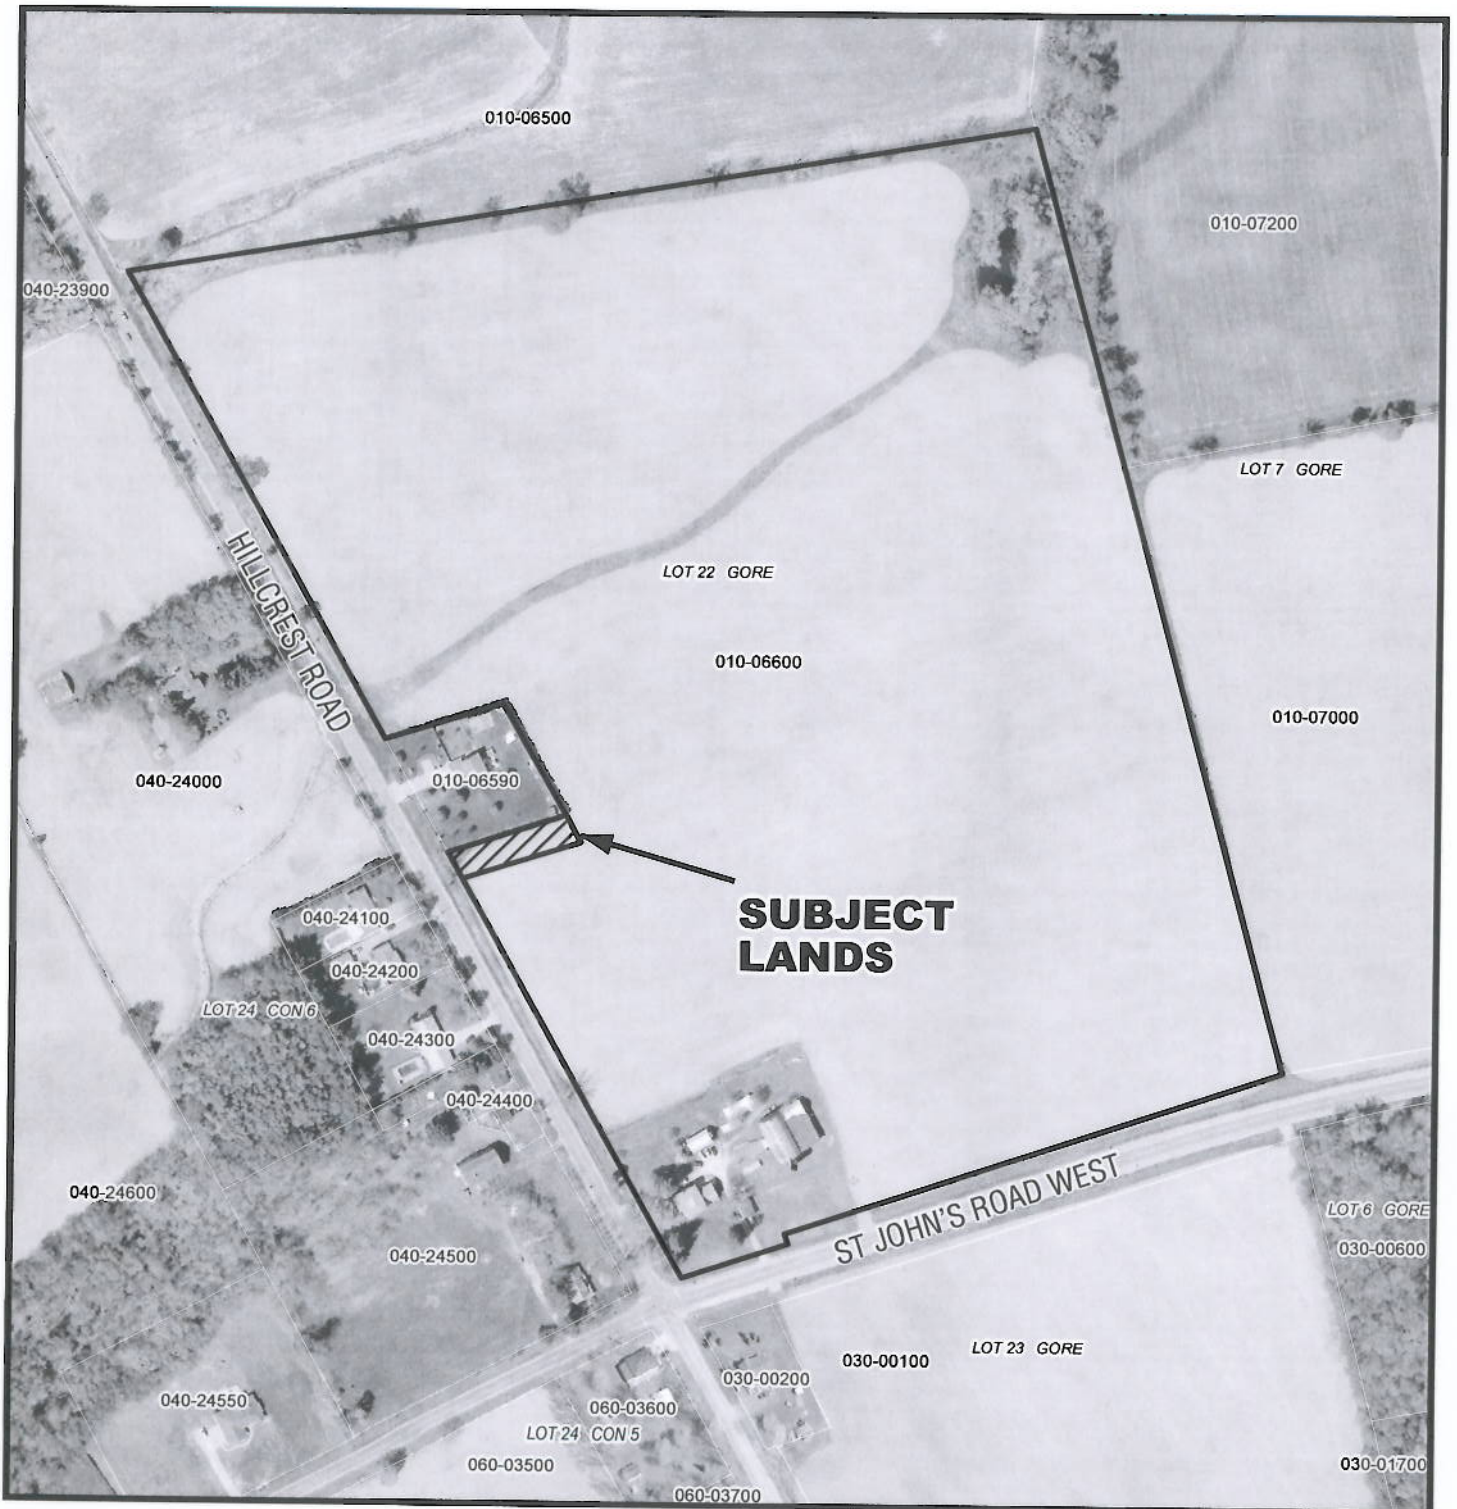 010-06500
010-07200
040-23900
LOT 7 GORE
HILLCREST ROAD
LOT 22 GORE
010-06600
010-07000
040-24000
010-06590
SUBJECT
LANDS
040-24100
040-24200
LOT 24 CON 6
040-24300
040-24400
040-24600
ST JOHN'S ROAD WEST
LOT 6 GORE
040-24500
030-00600
LOT 23 GORE
030-00100
030-00200
040-24550
060-03600
LOT 24 CON 5
060-03500
030-01700
060-03700